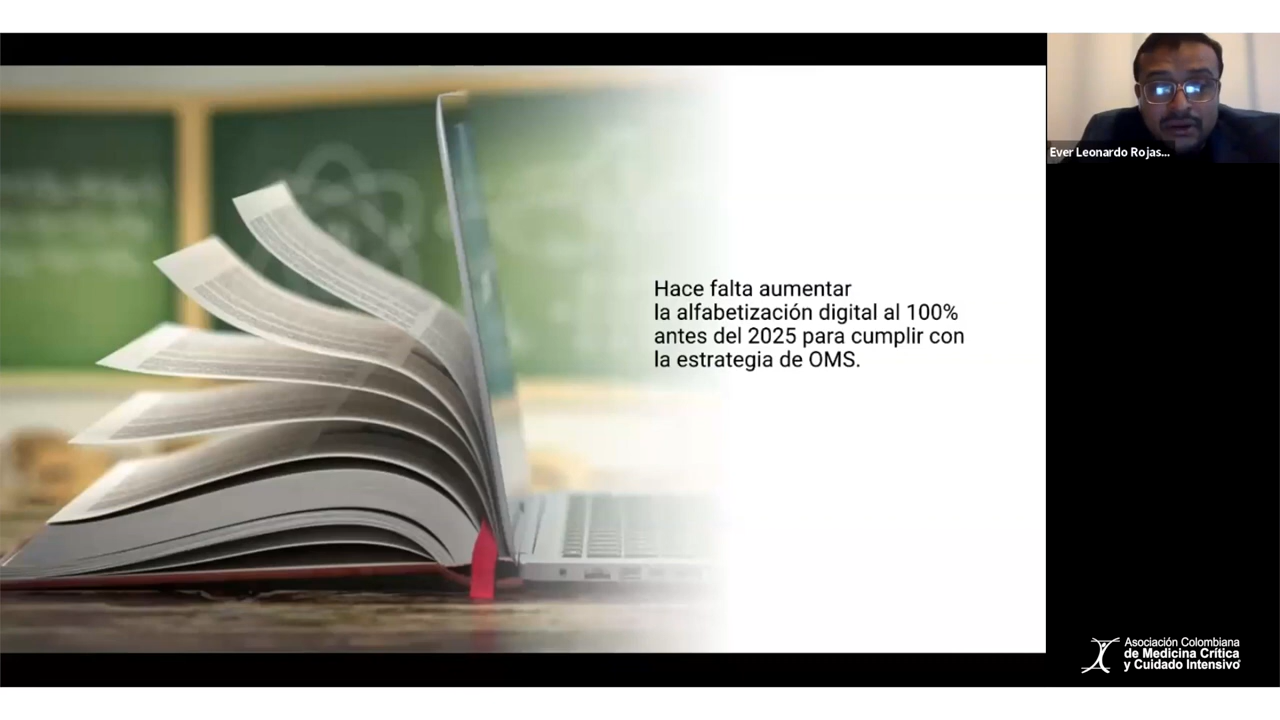 Hace falta aumentar
la alfabetización digital al 100%
antes del 2025 para cumplir con
la estrategia de OMS.
Ever Leonardo Rojas...
Asociación Colombiana
de Medicina Crítica
y Cuidado Intensivo